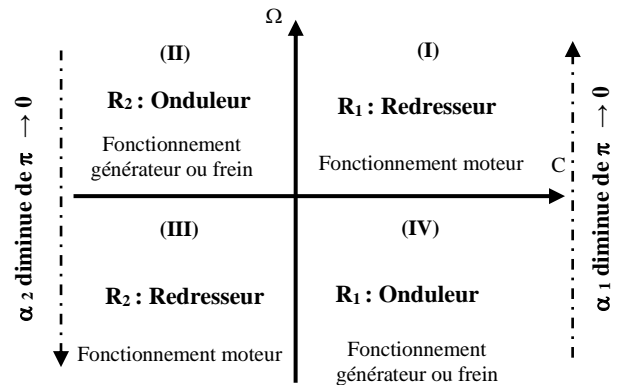 Ω
(II)
(I)
R2 : Onduleur
R1 : Redresseur
Fonctionnement
générateur ou frein
Fonctionnement moteur
C
(III)
(IV)
R2 : Redresseur
R1 : Onduleur
Fonctionnement moteur
Fonctionnement
générateur ou frein
α 2 diminue de π → 0
α 1 diminue de π → 0